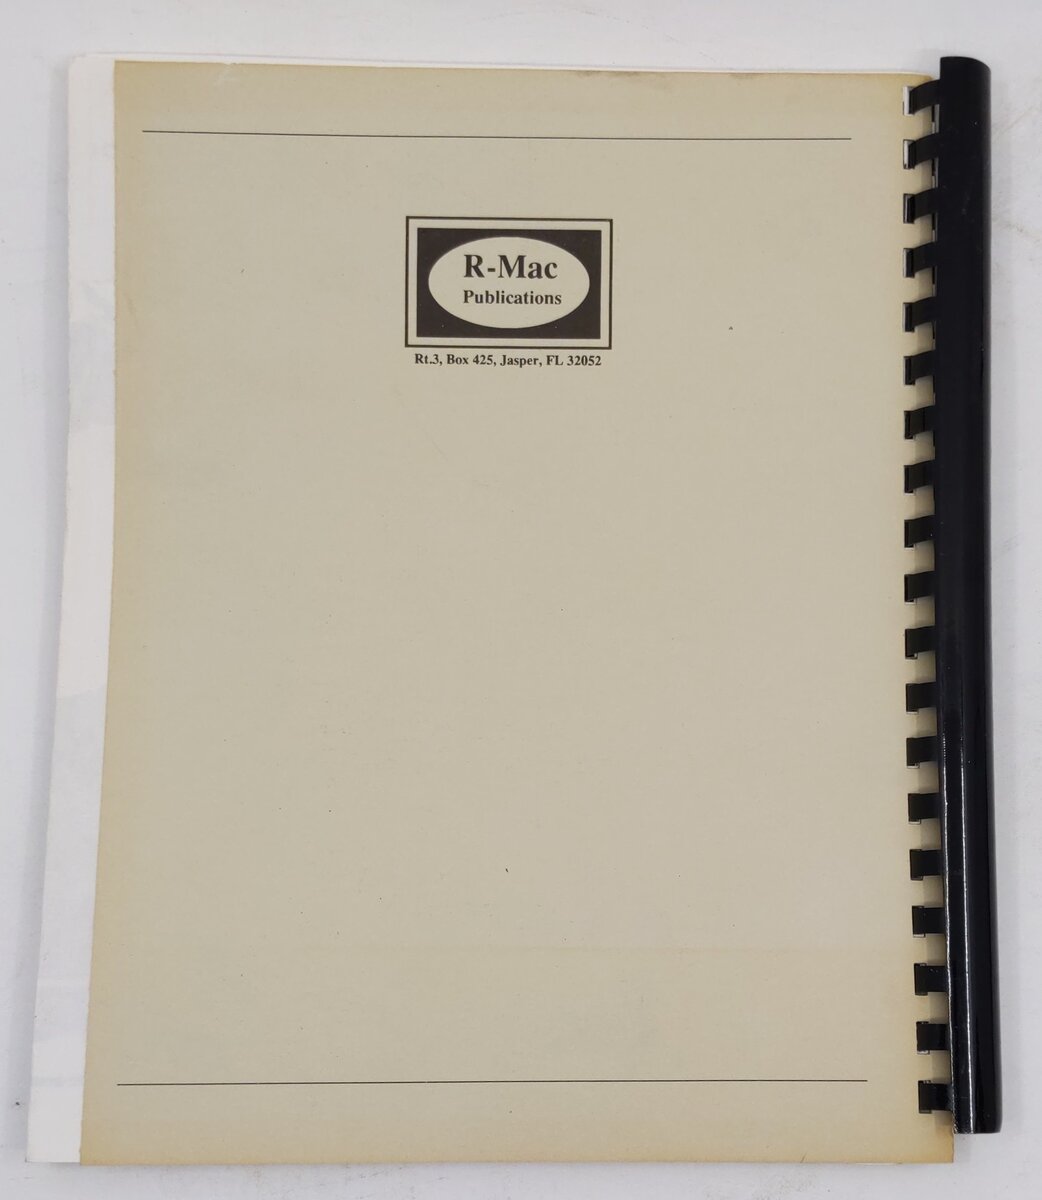 R-Mac
Publications
Rt.3, Box 425, Jasper, FL 32052